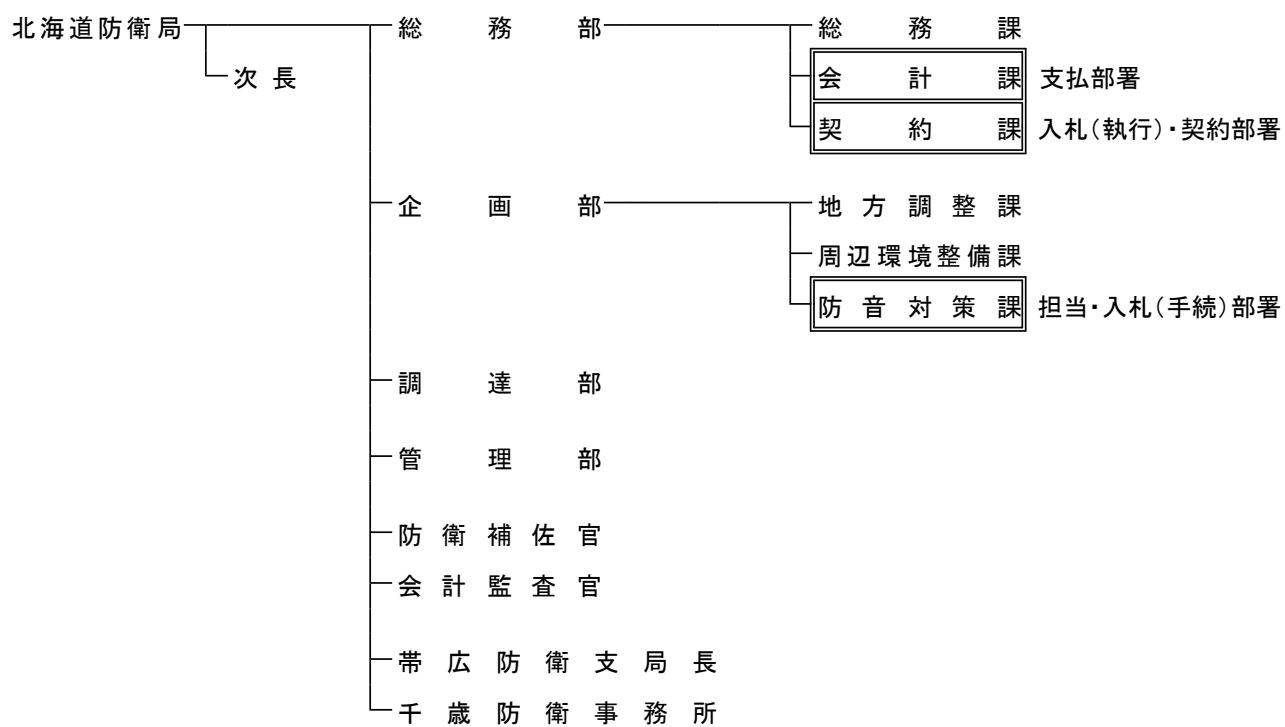 北海道防衛局 総務部 総務課
次長 会計課 支払部署
契約課 入札(執行)・契約部署
企画部 地方調整課
周辺環境整備課
防音対策課 担当・入札(手続)部署
調達部
管理部
防衛補佐官
会計監査官
帯広防衛支局長
千歳防衛事務所